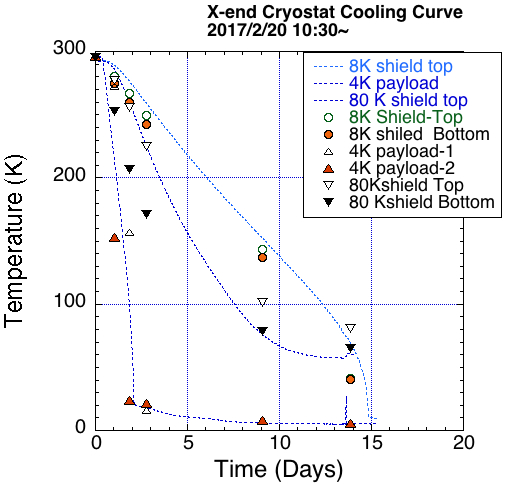 X-end Cryostat Cooling Curve
2017/2/20 10:30~
300
200
100
0
Temperature (K)
8K shield top
4K payload
80 K shield top
8K Shield-Top
8K shiled Bottom
4K payload-1
4K payload-2
80Kshield Top
80 Kshield Bottom
0 5 10 15 20
Time (Days)